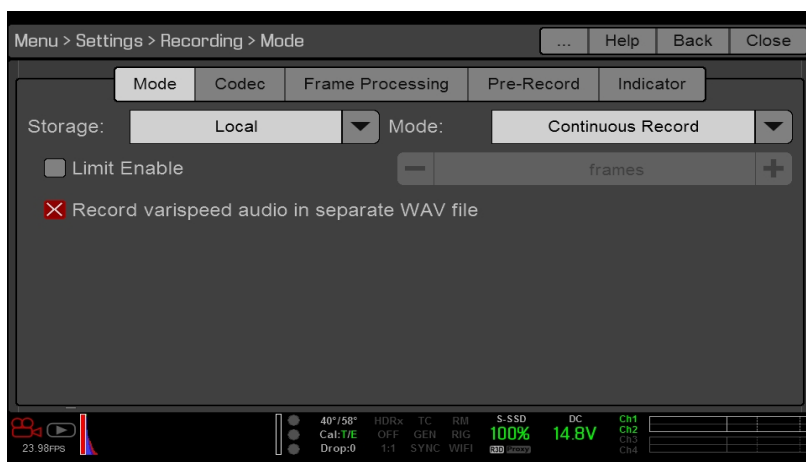 Menu > Settings > Recording > Mode ... Help Back Close
Mode Codec Frame Processing Pre-Record Indicator
Storage: Local Mode: Continuous Record
Limit Enable frames
Record varispeed audio in separate WAV file
40°/58° HDRx TC RM S-SSD DC Ch1
Cal:T/E OFF GEN RIG 100% 14.8V Ch2
23.98FPS Drop:0 1:1 SYNC WIFI R3D Proxy Ch3
Ch4